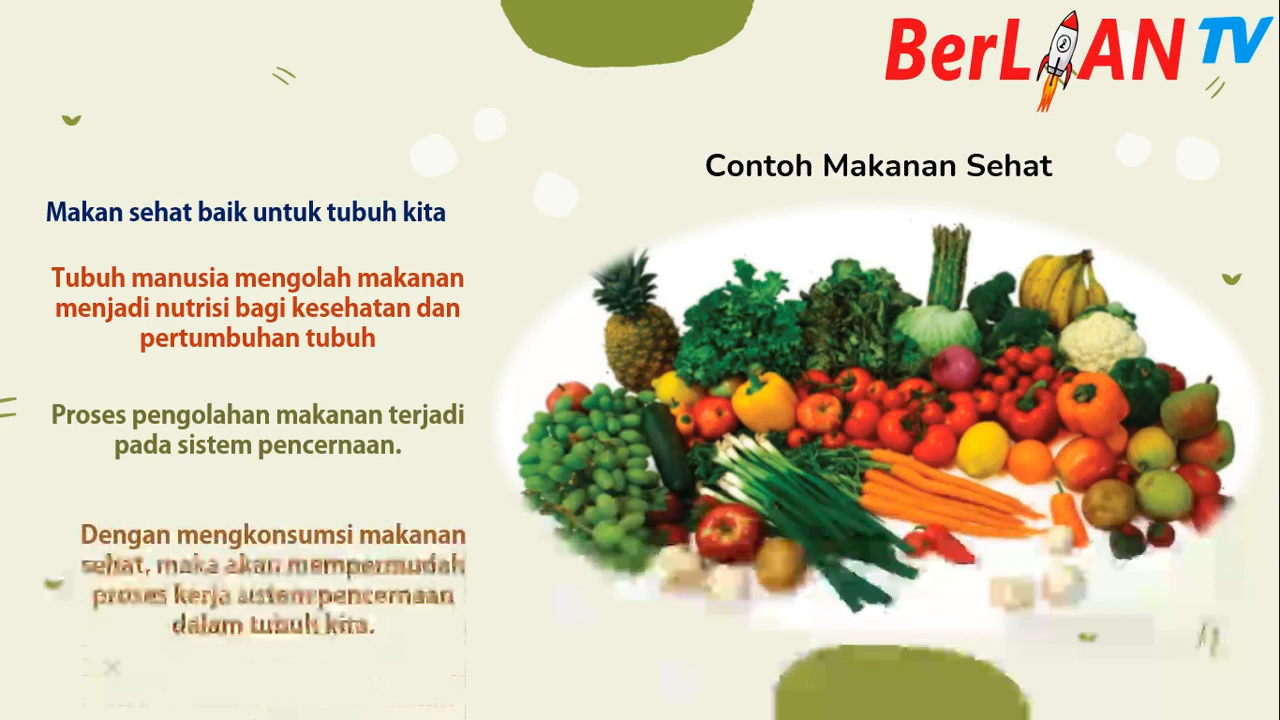 BerLIAN TV
Contoh Makanan Sehat
Makan sehat baik untuk tubuh kita
Tubuh manusia mengolah makanan
menjadi nutrisi bagi kesehatan dan
pertumbuhan tubuh
Proses pengolahan makanan terjadi
pada sistem pencernaan.
Dengan mengkonsumsi makanan
sehat, maka akan mempermudah
proses kerja sistem pencernaan
dalam tubuh kita.